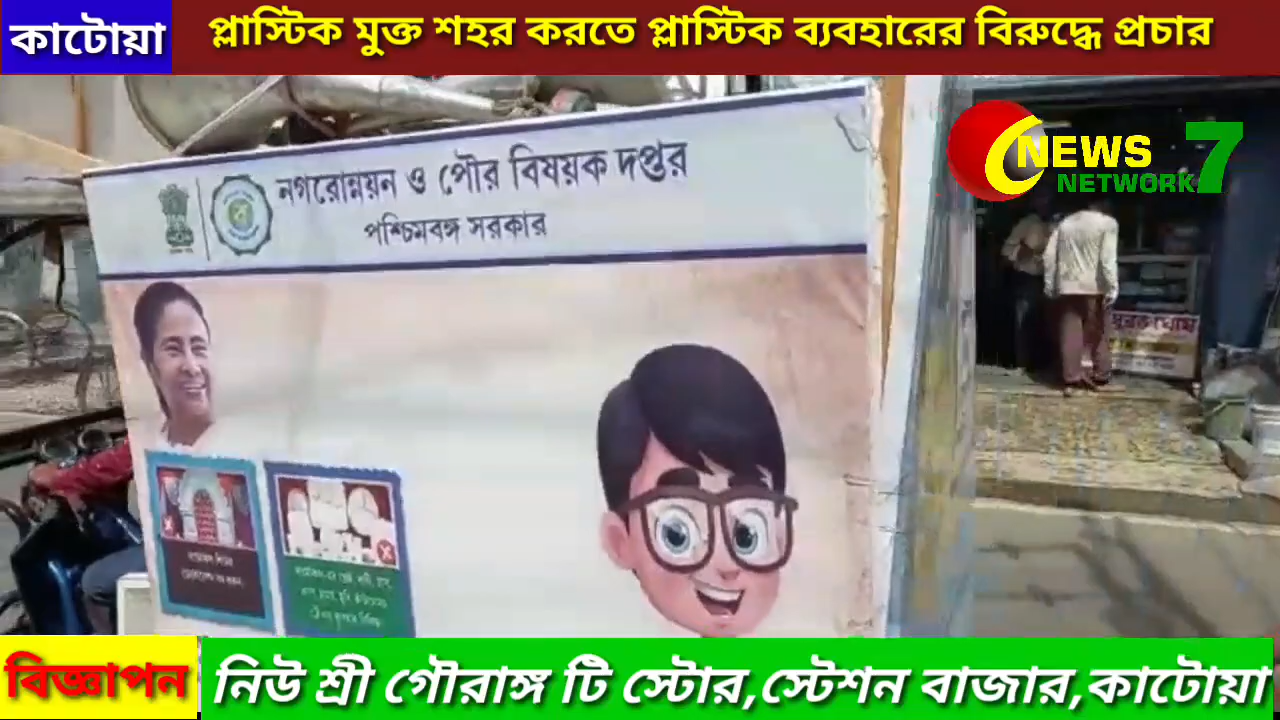 কাটোয়া
প্লাস্টিক মুক্ত শহর করতে প্লাস্টিক ব্যবহারের বিরুদ্ধে প্রচার
NEWS 7
NETWORK
নগরোন্নয়ন ও পৌর বিষয়ক দপ্তর
পশ্চিমবঙ্গ সরকার
বিজ্ঞাপন
নিউ শ্রী গৌরাঙ্গ টি স্টোর,স্টেশন বাজার,কাটোয়া